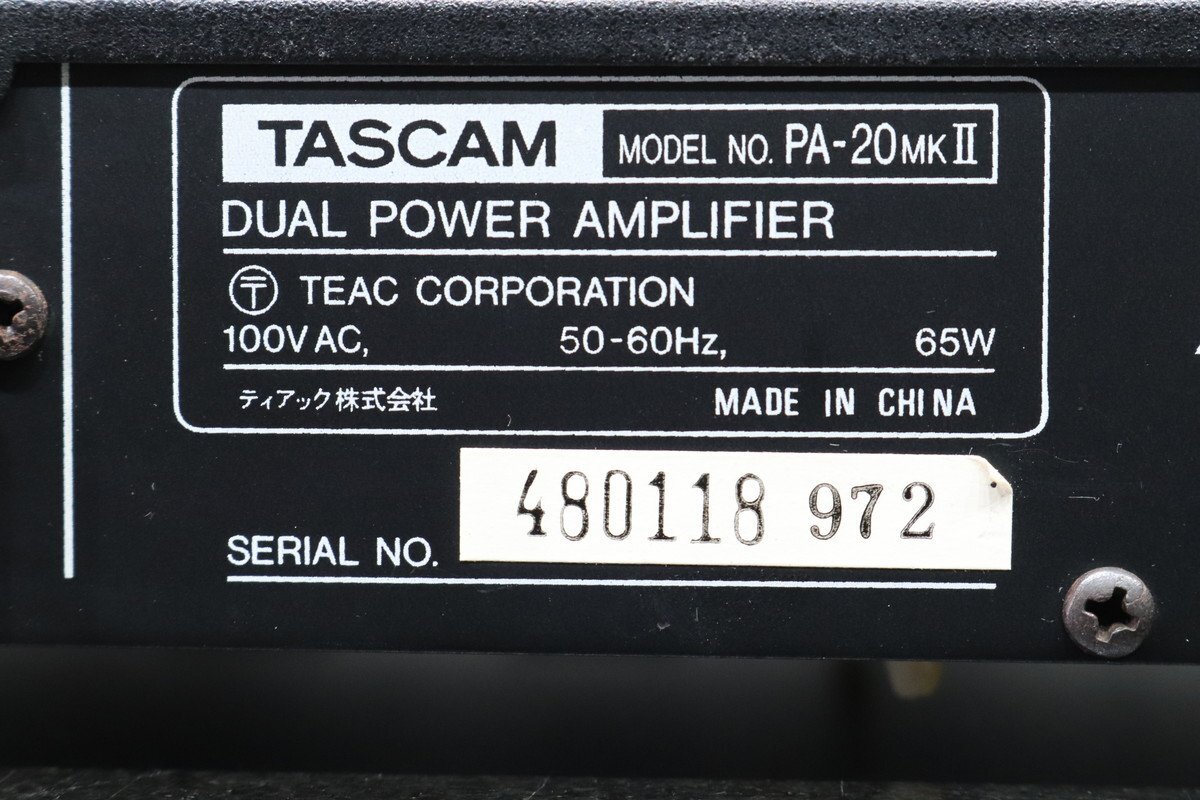 TASCAM MODEL NO. PA-20MKⅡ
DUAL POWER AMPLIFIER
TEAC CORPORATION
100V AC, 50-60Hz, 65W
ティアック株式会社 MADE IN CHINA
SERIAL NO. 480118 972